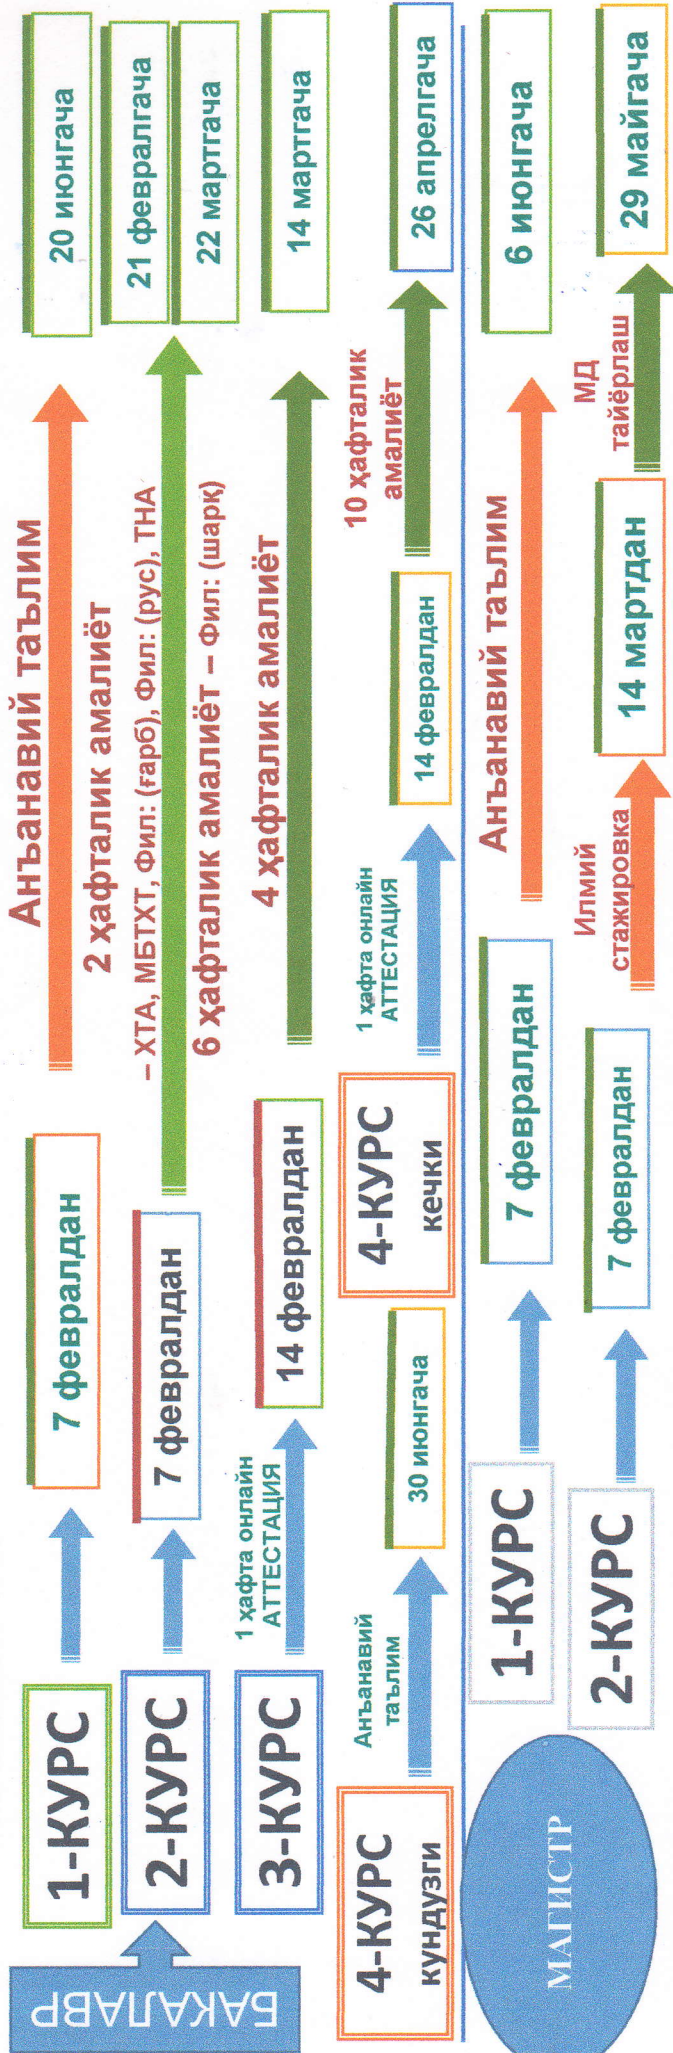 БАКАЛАВР
1-КУРС
7 февралдан
Анъанавий таълим
20 июнгача
2-КУРС
7 февралдан
2 ҳафталик амалиёт
– ХТА, МБТХТ, Фил: (ғарб), Фил: (рус), ТНА
6 ҳафталик амалиёт – Фил: (шарқ)
21 февралгача
22 мартгача
3-КУРС
1 ҳафта онлайн
АТТЕСТАЦИЯ
14 февралдан
4 ҳафталик амалиёт
14 мартгача
4-КУРС
кундузги
Анъанавий
таълим
30 июнгача
4-КУРС
кечки
1 ҳафта онлайн
АТТЕСТАЦИЯ
14 февралдан
10 ҳафталик
амалиёт
26 апрелгача
МАГИСТР
1-КУРС
7 февралдан
Анъанавий таълим
6 июнгача
2-КУРС
7 февралдан
Илмий
стажировка
14 мартдан
МД
тайёрлаш
29 майгача